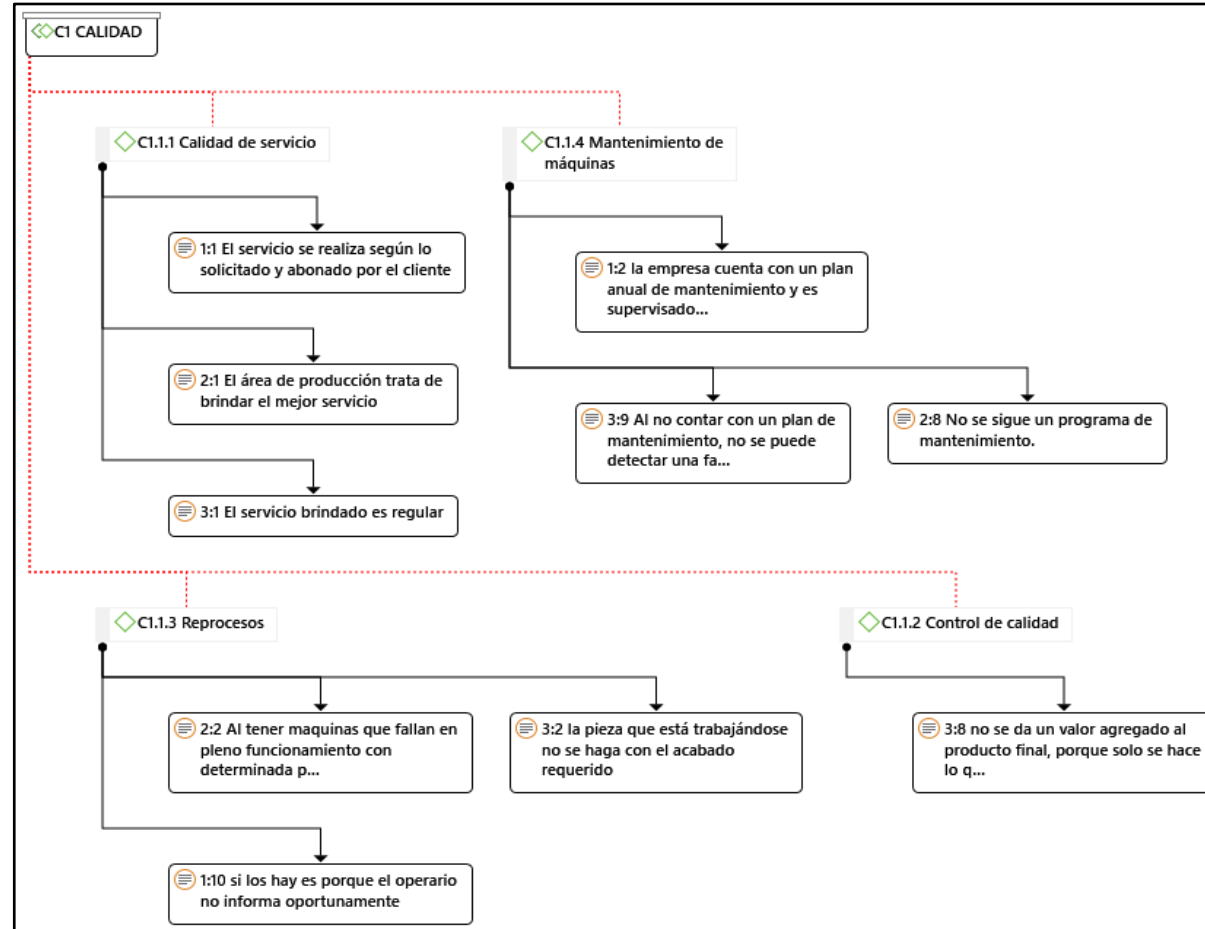 C1 CALIDAD
C1.1.1 Calidad de servicio
C1.1.4 Mantenimiento de
máquinas
1:1 El servicio se realiza según lo
solicitado y abonado por el cliente
1:2 la empresa cuenta con un plan
anual de mantenimiento y es
supervisado...
2:1 El área de producción trata de
brindar el mejor servicio
3:9 Al no contar con un plan de
mantenimiento, no se puede
detectar una fa...
2:8 No se sigue un programa de
mantenimiento.
3:1 El servicio brindado es regular
C1.1.3 Reprocesos
C1.1.2 Control de calidad
2:2 Al tener maquinas que fallan en
pleno funcionamiento con
determinada p...
3:2 la pieza que está trabajándose
no se haga con el acabado
requerido
3:8 no se da un valor agregado al
producto final, porque solo se hace
lo q...
1:10 si los hay es porque el operario
no informa oportunamente